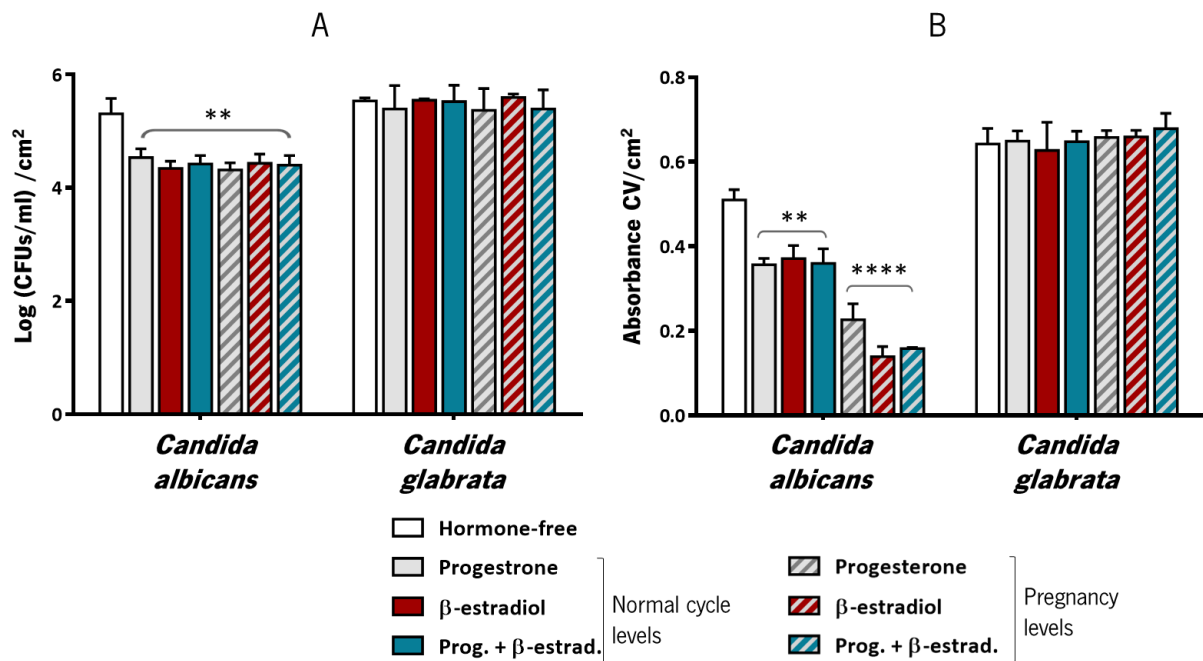 A
B
Log (CFUs/ml) /cm²
6
4
2
0
**
Candida
albicans
Candida
glabrata
Absorbance CV/cm²
0.8
0.6
0.4
0.2
0.0
**
****
Candida
albicans
Candida
glabrata
Hormone-free
Progestrone
β-estradiol
Prog. + β-estrad.
Normal cycle
levels
Progesterone
β-estradiol
Prog. + β-estrad.
Pregnancy
levels